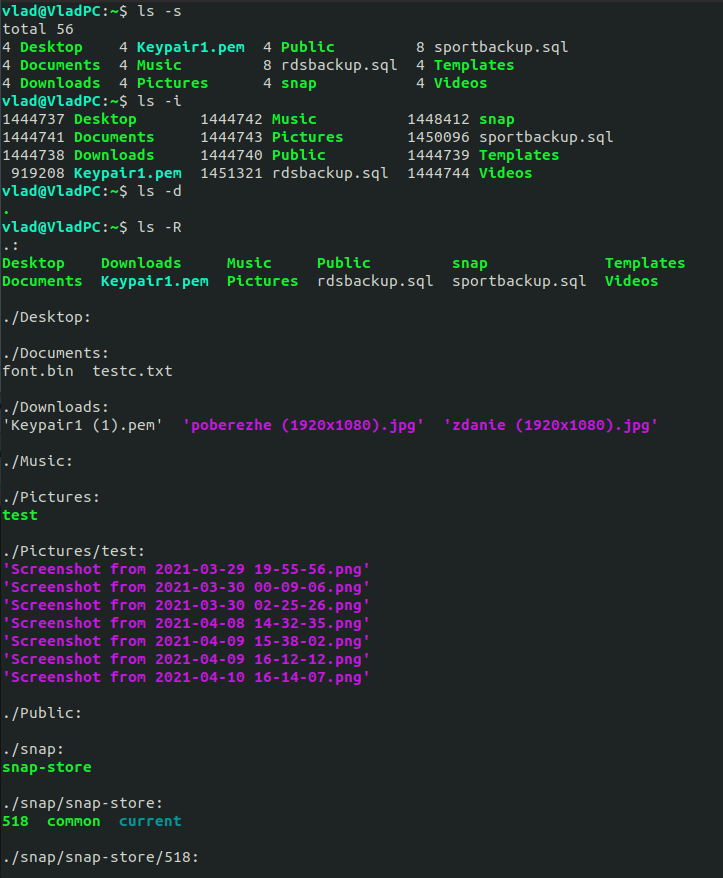 vlad@VladPC:~$ ls -s
total 56
4 Desktop    4 Keypair1.pem  4 Public         8 sportbackup.sql
4 Documents  4 Music         8 rdsbackup.sql  4 Templates
4 Downloads  4 Pictures      4 snap           4 Videos
vlad@VladPC:~$ ls -i
1444737 Desktop       1444742 Music          1448412 snap
1444741 Documents     1444743 Pictures       1450096 sportbackup.sql
1444738 Downloads     1444740 Public         1444739 Templates
 919208 Keypair1.pem  1451321 rdsbackup.sql  1444744 Videos
vlad@VladPC:~$ ls -d
.
vlad@VladPC:~$ ls -R
.:
Desktop    Downloads     Music     Public         snap             Templates
Documents  Keypair1.pem  Pictures  rdsbackup.sql  sportbackup.sql  Videos

./Desktop:

./Documents:
font.bin  testc.txt

./Downloads:
'Keypair1 (1).pem'  'poberezhe (1920x1080).jpg'  'zdanie (1920x1080).jpg'

./Music:

./Pictures:
test

./Pictures/test:
'Screenshot from 2021-03-29 19-55-56.png'
'Screenshot from 2021-03-30 00-09-06.png'
'Screenshot from 2021-03-30 02-25-26.png'
'Screenshot from 2021-04-08 14-32-35.png'
'Screenshot from 2021-04-09 15-38-02.png'
'Screenshot from 2021-04-09 16-12-12.png'
'Screenshot from 2021-04-10 16-14-07.png'

./Public:

./snap:
snap-store

./snap/snap-store:
518  common  current

./snap/snap-store/518: